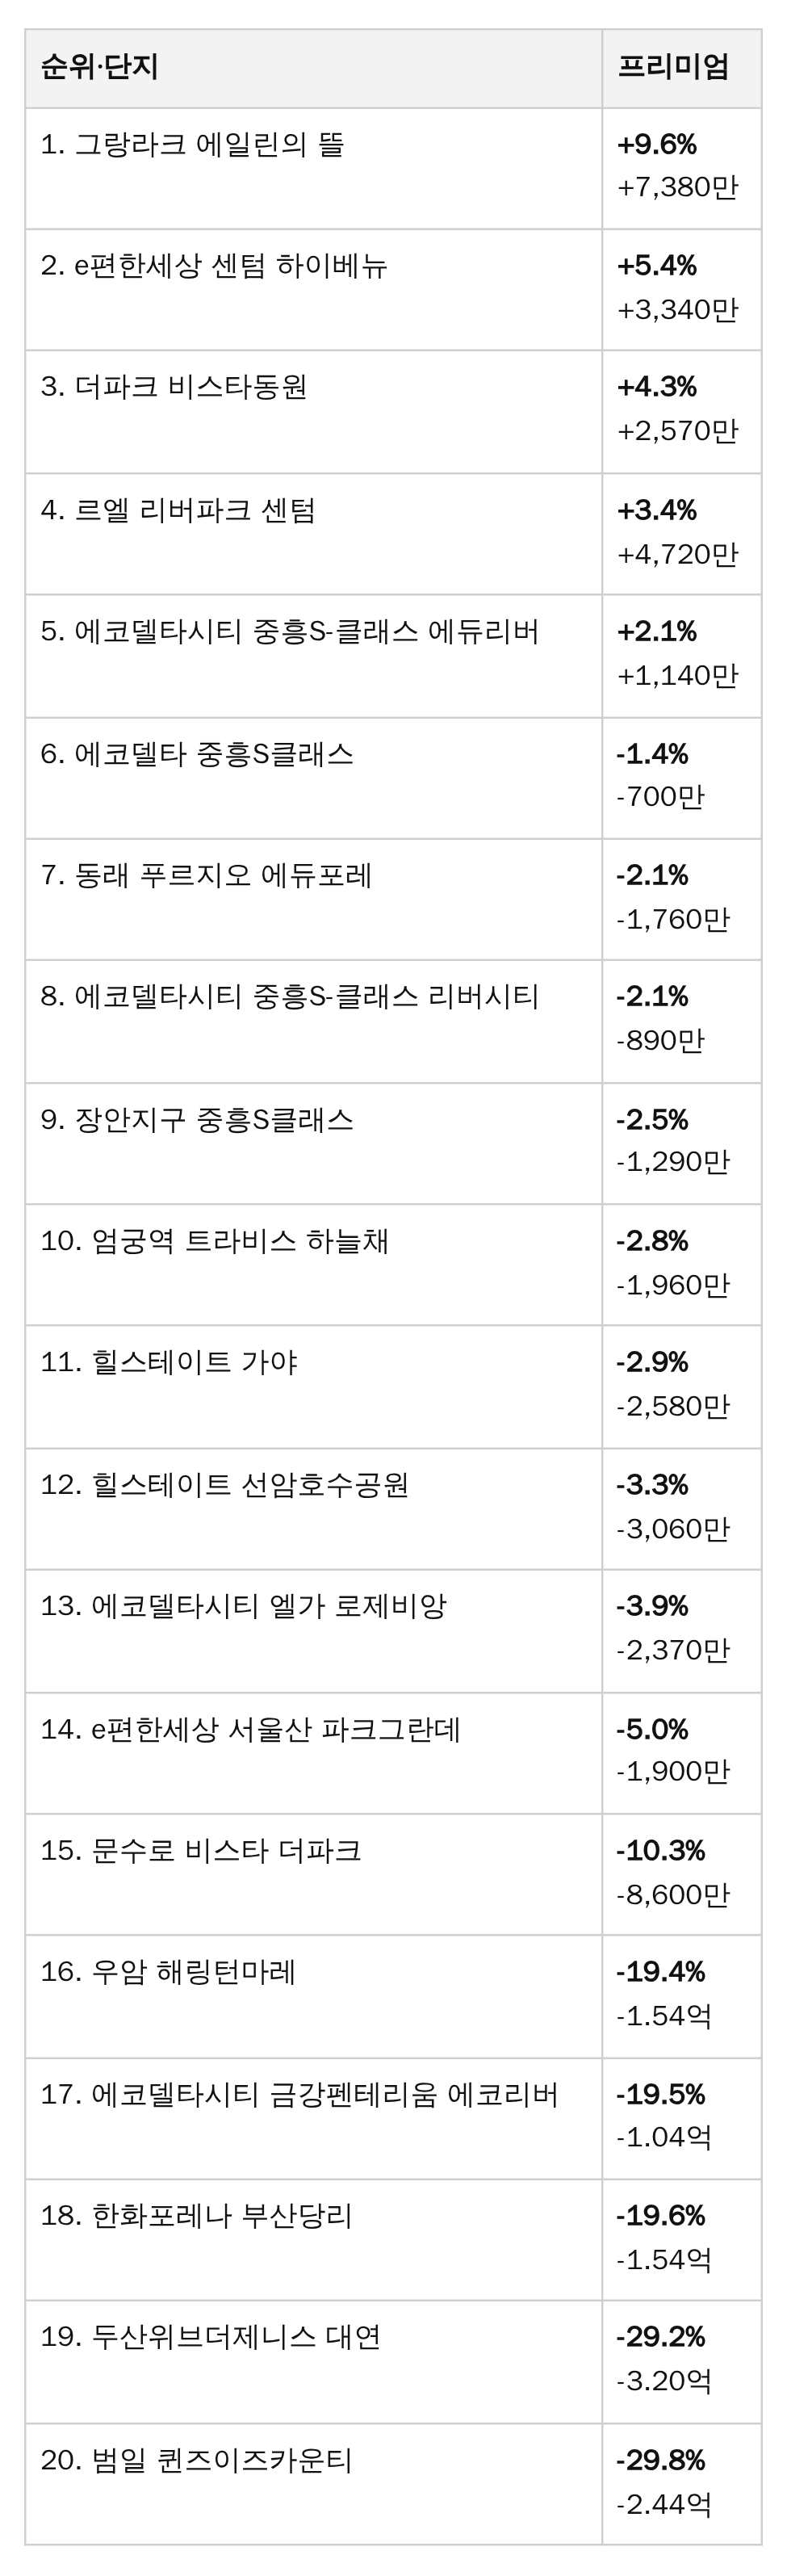 순위·단지 프리미엄
1. 그랑라크 에일린의 뜰 +9.6%
+7,380만
2. e편한세상 센텀 하이베뉴 +5.4%
+3,340만
3. 더파크 비스타동원 +4.3%
+2,570만
4. 르엘 리버파크 센텀 +3.4%
+4,720만
5. 에코델타시티 중흥S-클래스 에듀리버 +2.1%
+1,140만
6. 에코델타 중흥S클래스 -1.4%
-700만
7. 동래 푸르지오 에듀포레 -2.1%
-1,760만
8. 에코델타시티 중흥S-클래스 리버시티 -2.1%
-890만
9. 장안지구 중흥S클래스 -2.5%
-1,290만
10. 엄궁역 트라비스 하늘채 -2.8%
-1,960만
11. 힐스테이트 가야 -2.9%
-2,580만
12. 힐스테이트 선암호수공원 -3.3%
-3,060만
13. 에코델타시티 엘가 로제비앙 -3.9%
-2,370만
14. e편한세상 서울산 파크그란데 -5.0%
-1,900만
15. 문수로 비스타 더파크 -10.3%
-8,600만
16. 우암 해링턴마레 -19.4%
-1.54억
17. 에코델타시티 금강펜테리움 에코리버 -19.5%
-1.04억
18. 한화포레나 부산당리 -19.6%
-1.54억
19. 두산위브더제니스 대연 -29.2%
-3.20억
20. 범일 퀸즈이즈카운티 -29.8%
-2.44억